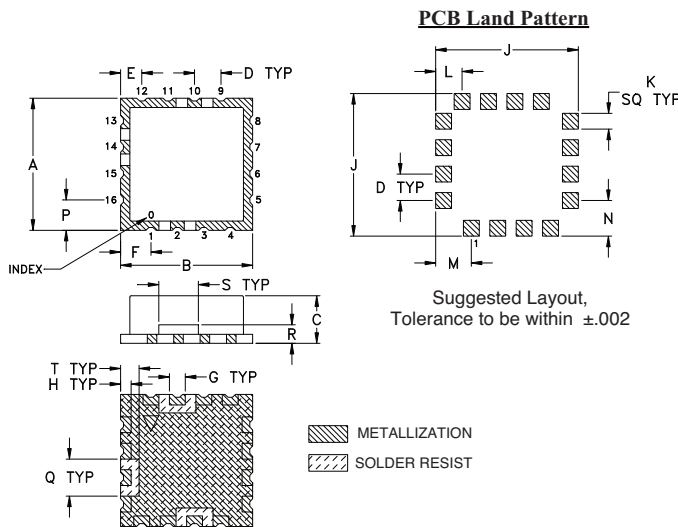 PCB Land Pattern
E
D TYP
12 11 10 9
13
14
15
16
8
7
6
5
A
P
0
1 2 3 4
INDEX
F
B
J
L
K
SQ TYP
J
D TYP
N
1
M
Suggested Layout,
Tolerance to be within ±.002
S TYP
C
R
T TYP
H TYP
G TYP
Q TYP
METALLIZATION
SOLDER RESIST